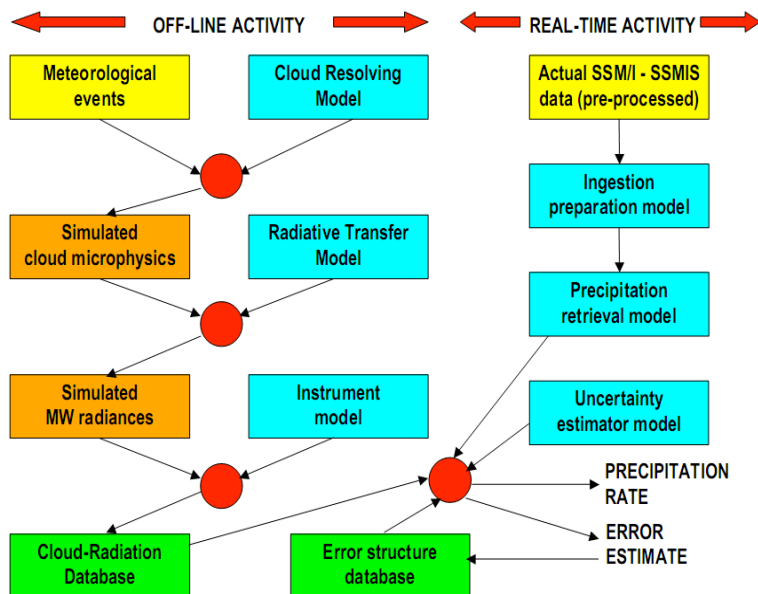 OFF-LINE ACTIVITY
REAL-TIME ACTIVITY
Meteorological
events
Cloud Resolving
Model
Actual SSM/I - SSMIS
data (pre-processed)
Ingestion
preparation model
Simulated
cloud microphysics
Radiative Transfer
Model
Precipitation
retrieval model
Simulated
MW radiances
Instrument
model
Uncertainty
estimator model
PRECIPITATION
RATE
Cloud-Radiation
Database
Error structure
database
ERROR
ESTIMATE